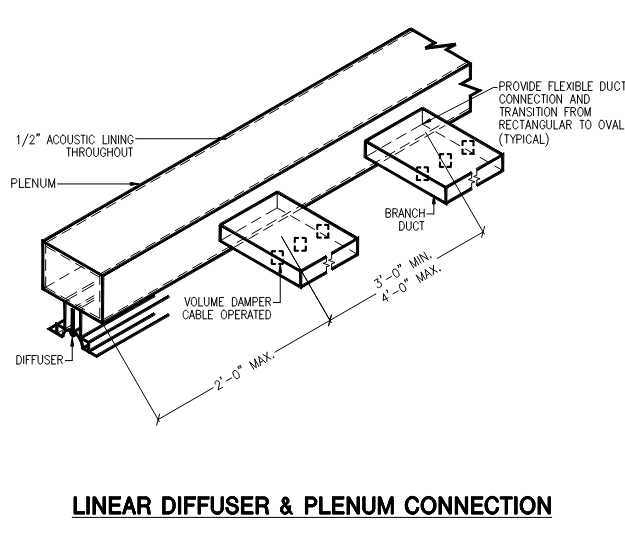 PROVIDE FLEXIBLE DUCT
CONNECTION AND
TRANSITION FROM
RECTANGULAR TO OVAL
(TYPICAL)
1/2" ACOUSTIC LINING
THROUGHOUT
PLENUM
BRANCH
DUCT
3'-0" MIN.
4'-0" MAX.
VOLUME DAMPER
CABLE OPERATED
DIFFUSER
2'-0" MAX.
LINEAR DIFFUSER & PLENUM CONNECTION